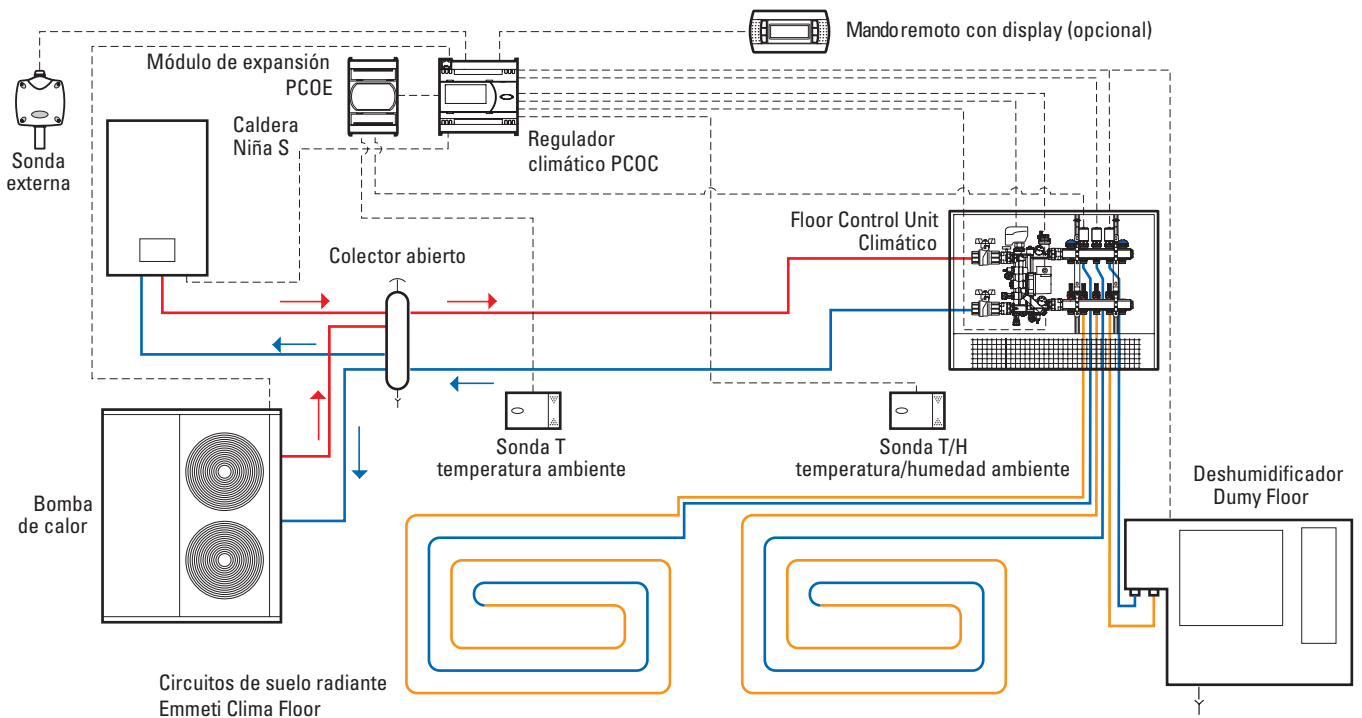 Mando remoto con display (opcional)
Módulo de expansión
PCOE
Caldera
Niña S
Regulador
climático PCOC
Sonda
externa
Floor Control Unit
Climático
Colector abierto
Sonda T
temperatura ambiente
Sonda T/H
temperatura/humedad ambiente
Deshumidificador
Dumy Floor
Bomba
de calor
Circuitos de suelo radiante
Emmeti Clima Floor